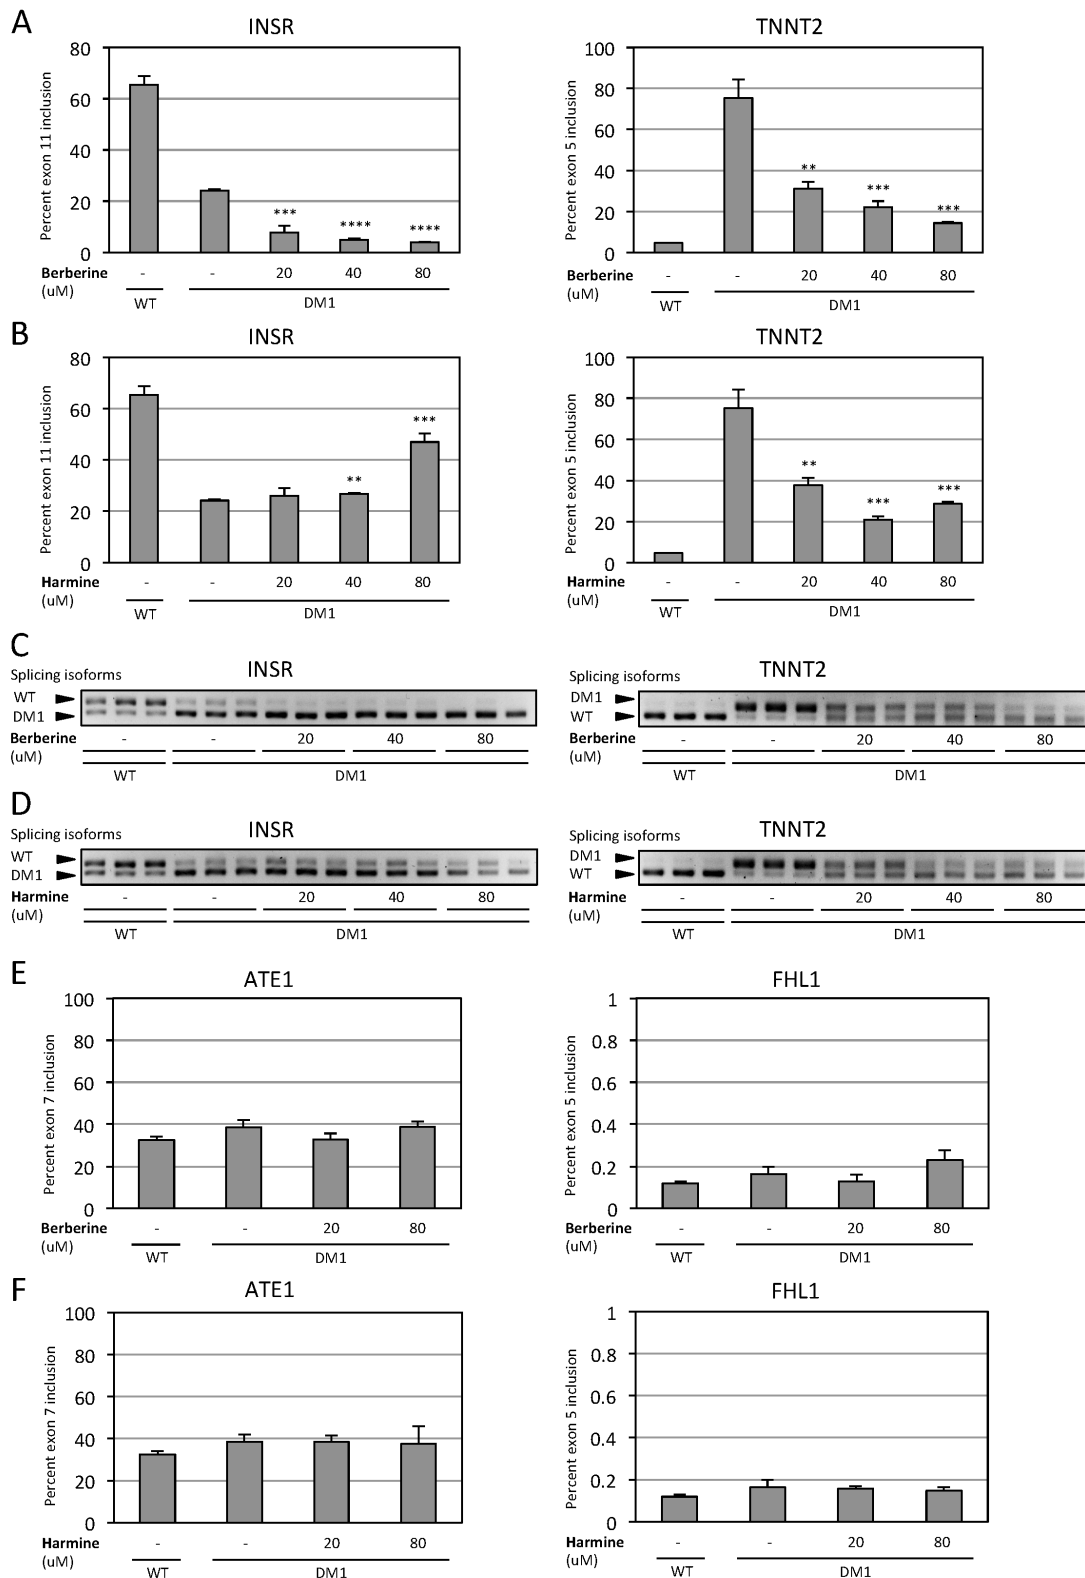 A
INSR
TNNT2
Percent exon 11 inclusion
80
60
40
20
0
***
****
****
Berberine - - 20 40 80
(uM)
WT
DM1
Percent exon 5 inclusion
100
80
60
40
20
0
**
***
***
Berberine - - 20 40 80
(uM)
WT
DM1
B
INSR
TNNT2
Percent exon 11 inclusion
80
60
40
20
0
**
***
Harmine - - 20 40 80
(uM)
WT
DM1
Percent exon 5 inclusion
100
80
60
40
20
0
**
***
***
Harmine - - 20 40 80
(uM)
WT
DM1
C
INSR
Splicing isoforms
WT
DM1
Berberine - - 20 40 80
(uM)
WT
DM1
TNNT2
Splicing isoforms
DM1
WT
Berberine - - 20 40 80
(uM)
WT
DM1
D
INSR
Splicing isoforms
WT
DM1
Harmine - - 20 40 80
(uM)
WT
DM1
TNNT2
Splicing isoforms
DM1
WT
Harmine - - 20 40 80
(uM)
WT
DM1
E
ATE1
Percent exon 7 inclusion
100
80
60
40
20
0
Berberine - - 20 80
(uM)
WT
DM1
FHL1
Percent exon 5 inclusion
1
0.8
0.6
0.4
0.2
0
Berberine - - 20 80
(uM)
WT
DM1
F
ATE1
Percent exon 7 inclusion
100
80
60
40
20
0
Harmine - - 20 80
(uM)
WT
DM1
FHL1
Percent exon 5 inclusion
1
0.8
0.6
0.4
0.2
0
Harmine - - 20 80
(uM)
WT
DM1